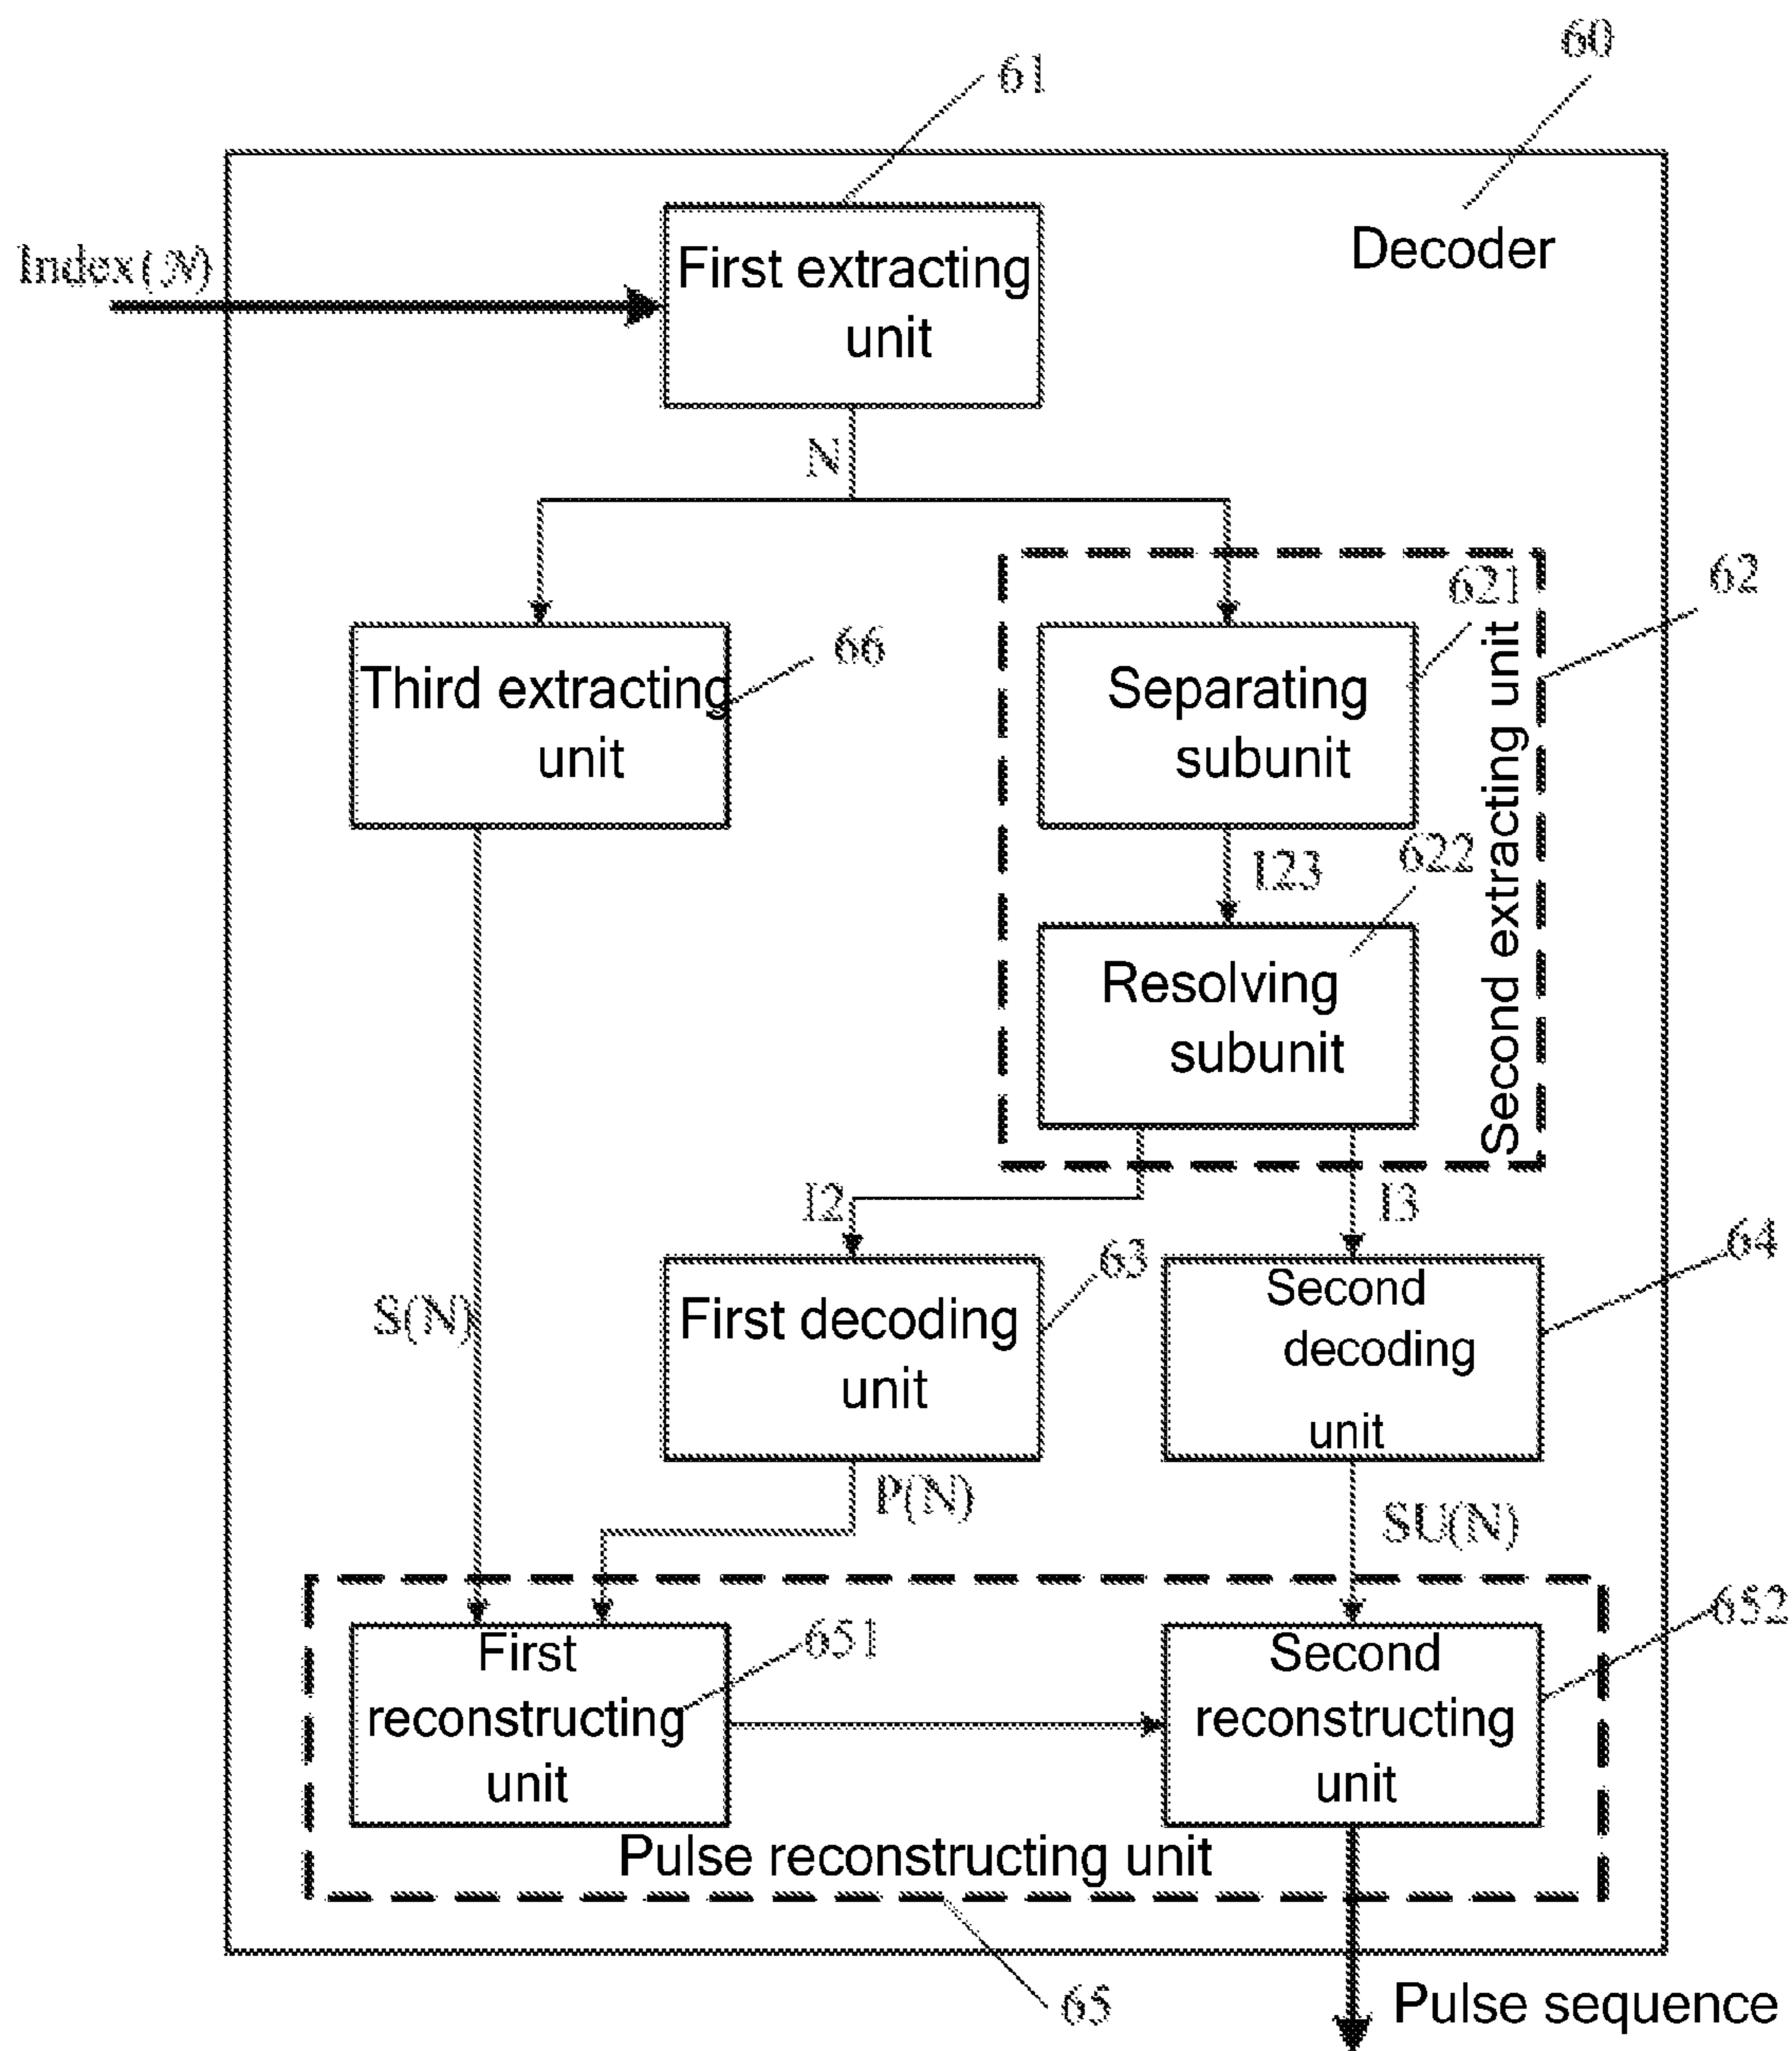 60
61
Index(N)
First extracting
unit
Decoder
N
62
621
66
Third extracting
unit
Separating
subunit
Second extracting unit
I23
622
Resolving
subunit
I2
I3
64
63
S(N)
First decoding
unit
Second
decoding
unit
P(N)
SU(N)
652
651
First
reconstructing
unit
Second
reconstructing
unit
Pulse reconstructing unit
65
Pulse sequence